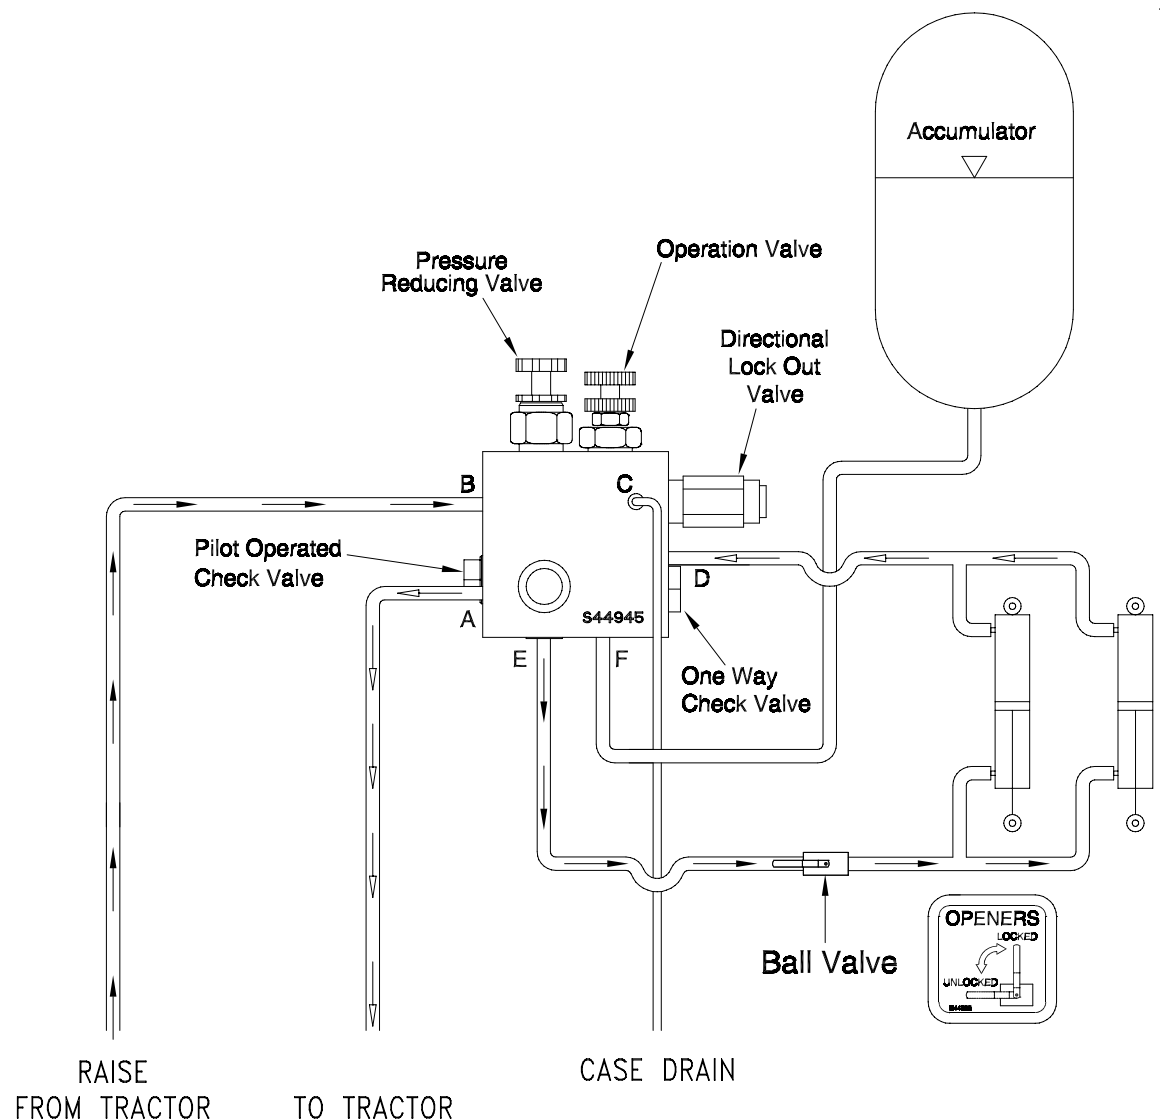 Accumulator
Operation Valve
Pressure
Reducing Valve
Directional
Lock Out
Valve
B
C
Pilot Operated
Check Valve
D
A
S44945
E
F
One Way
Check Valve
OPENERS
LOCKED
UNLOCKED
Ball Valve
RAISE
FROM TRACTOR
TO TRACTOR
CASE DRAIN